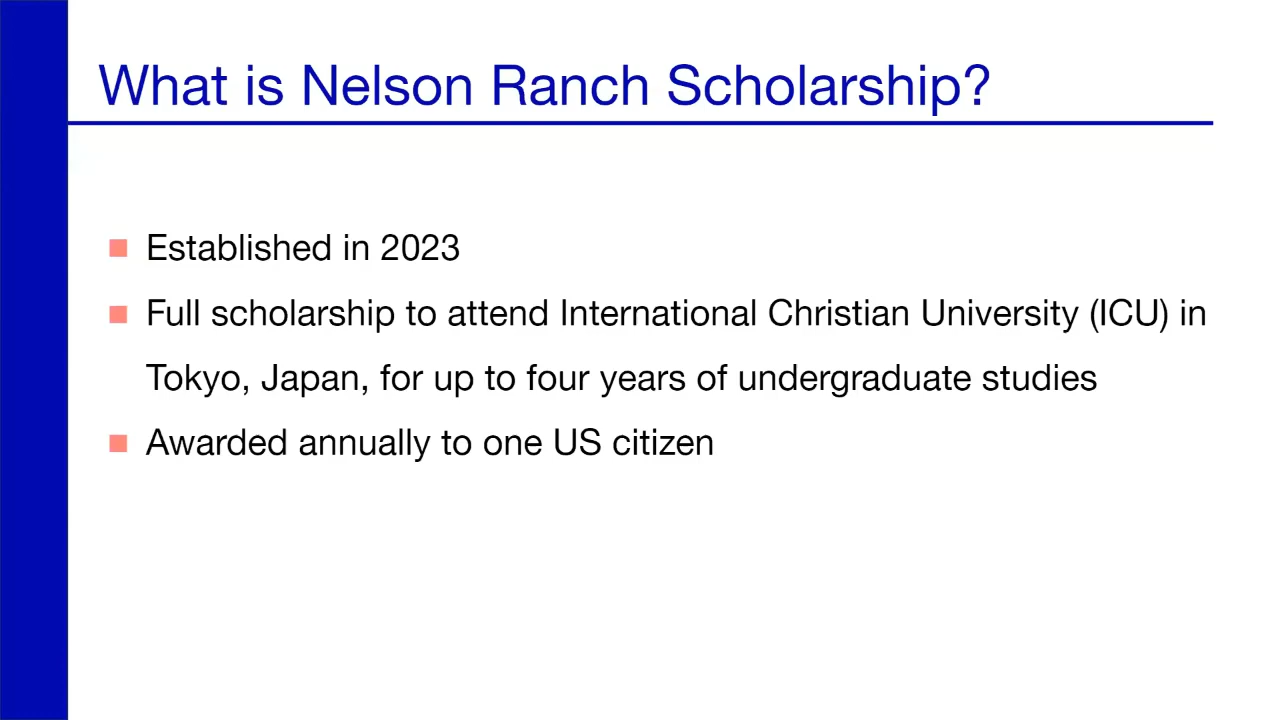 What is Nelson Ranch Scholarship?
Established in 2023
Full scholarship to attend International Christian University (ICU) in
Tokyo, Japan, for up to four years of undergraduate studies
Awarded annually to one US citizen